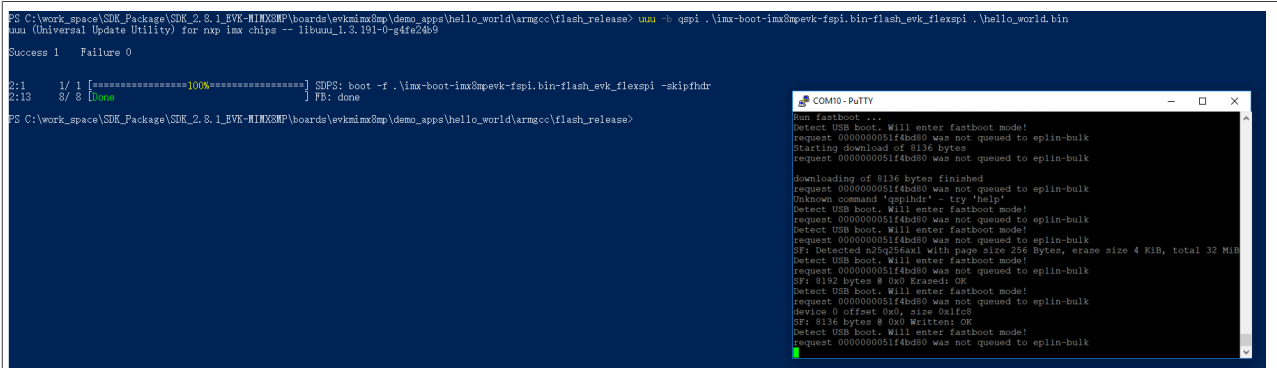 PS C:\work_space\SDK_Package\SDK_2.8.1_EVK-MIMX8MP\boards\evkmimx8mp\demo_apps\hello_world\armgcc\flash_release> uuu -b qspi .\imx-boot-imx8mpevk-fspi.bin-flash_evk_flexspi .\hello_world.bin
uuu (Universal Update Utility) for nxp imx chips -- libuuu_1.3.191-0-g4fe24b9
Success 1    Failure 0
2:1      1/ 1 [=================100%=================] SDPS: boot -f .\imx-boot-imx8mpevk-fspi.bin-flash_evk_flexspi -skipfhdr
2:13     8/ 8 [Done                                  ] FB: done
PS C:\work_space\SDK_Package\SDK_2.8.1_EVK-MIMX8MP\boards\evkmimx8mp\demo_apps\hello_world\armgcc\flash_release>
COM10 - PuTTY
Run fastboot ...
Detect USB boot. Will enter fastboot mode!
request 0000000051f4bd80 was not queued to ep1in-bulk
Starting download of 8136 bytes
request 0000000051f4bd80 was not queued to ep1in-bulk
downloading of 8136 bytes finished
request 0000000051f4bd80 was not queued to ep1in-bulk
Unknown command 'qspihdr' - try 'help'
Detect USB boot. Will enter fastboot mode!
request 0000000051f4bd80 was not queued to ep1in-bulk
Detect USB boot. Will enter fastboot mode!
request 0000000051f4bd80 was not queued to ep1in-bulk
SF: Detected n25q256ax1 with page size 256 Bytes, erase size 4 KiB, total 32 MiB
Detect USB boot. Will enter fastboot mode!
request 0000000051f4bd80 was not queued to ep1in-bulk
SF: 8192 bytes @ 0x0 Erased: OK
Detect USB boot. Will enter fastboot mode!
request 0000000051f4bd80 was not queued to ep1in-bulk
device 0 offset 0x0, size 0x1fc8
SF: 8136 bytes @ 0x0 Written: OK
Detect USB boot. Will enter fastboot mode!
request 0000000051f4bd80 was not queued to ep1in-bulk